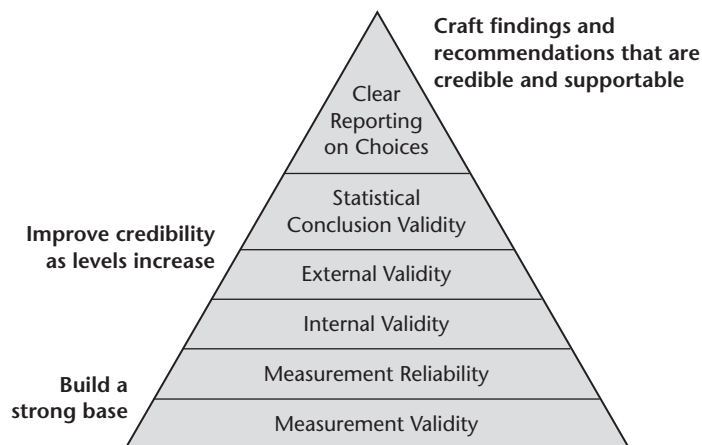 Craft findings and
recommendations that are
credible and supportable
Clear
Reporting
on Choices
Statistical
Conclusion Validity
Improve credibility
as levels increase
External Validity
Internal Validity
Measurement Reliability
Build a
strong base
Measurement Validity